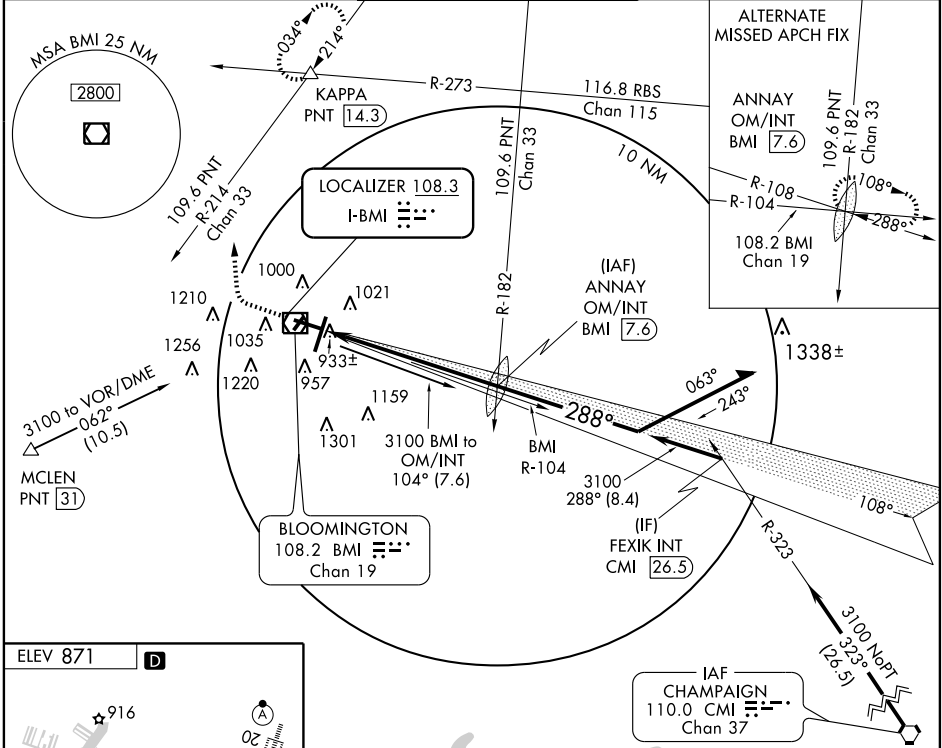 MSA BMI 25 NM
2800
034°
214°
KAPPA
PNT 14.3
R-273
116.8 RBS
Chan 115
109.6 PNT
R-214
Chan 33
LOCALIZER 108.3
I-BMI
109.6 PNT
Chan 33
R-182
10 NM
ALTERNATE
MISSED APCH FIX
ANNAY
OM/INT
BMI 7.6
109.6 PNT
R-182
Chan 33
R-108
R-104
108°
288°
108.2 BMI
Chan 19
(IAF)
ANNAY
OM/INT
BMI 7.6
1000
1021
1210
1035
1256
1220
933±
957
1159
1301
1338±
3100 to VOR/DME
062°
(10.5)
MCLEN
PNT 31
3100 BMI to
OM/INT
104° (7.6)
BMI
R-104
288°
063°
243°
3100
288° (8.4)
(IF)
FEXIK INT
CMI 26.5
108°
R-323
3100 NoPT
323°
(26.5)
BLOOMINGTON
108.2 BMI
Chan 19
IAF
CHAMPAIGN
110.0 CMI
Chan 37
ELEV 871
D
916
A
20